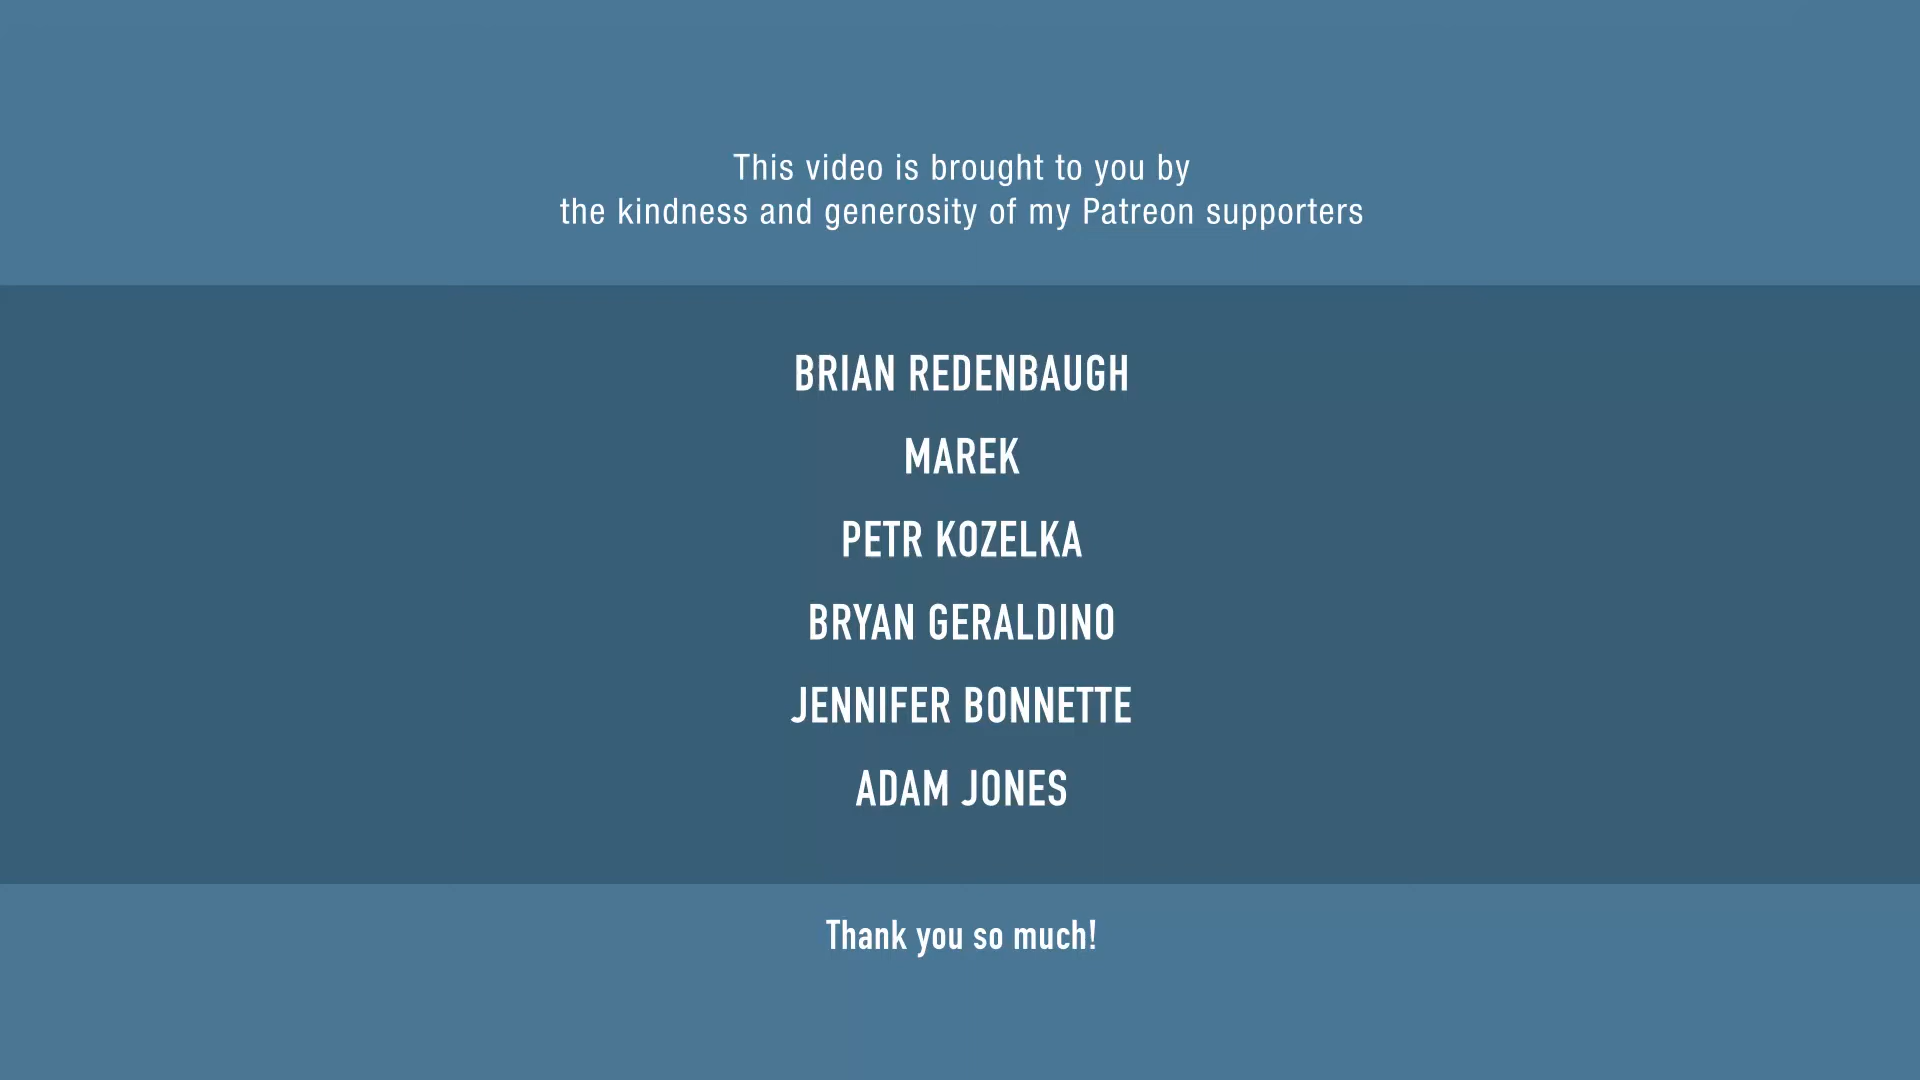 This video is brought to you by
the kindness and generosity of my Patreon supporters
BRIAN REDENBAUGH
MAREK
PETR KOZELKA
BRYAN GERALDINO
JENNIFER BONNETTE
ADAM JONES
Thank you so much!